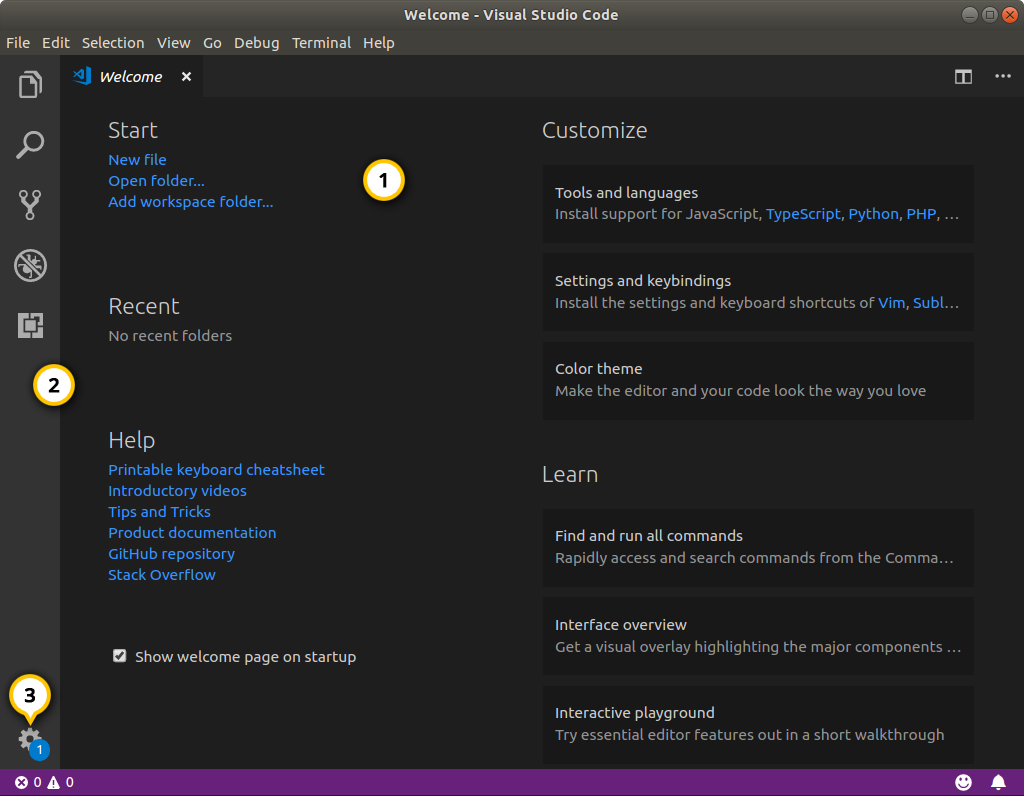 Welcome - Visual Studio Code
File Edit Selection View Go Debug Terminal Help
Welcome
Start
New file
Open folder...
Add workspace folder...
1
Recent
No recent folders
2
Help
Printable keyboard cheatsheet
Introductory videos
Tips and Tricks
Product documentation
GitHub repository
Stack Overflow
Show welcome page on startup
Customize
Tools and languages
Install support for JavaScript, TypeScript, Python, PHP, …
Settings and keybindings
Install the settings and keyboard shortcuts of Vim, Subl…
Color theme
Make the editor and your code look the way you love
Learn
Find and run all commands
Rapidly access and search commands from the Comma…
Interface overview
Get a visual overlay highlighting the major components …
Interactive playground
Try essential editor features out in a short walkthrough
3
1
0 0